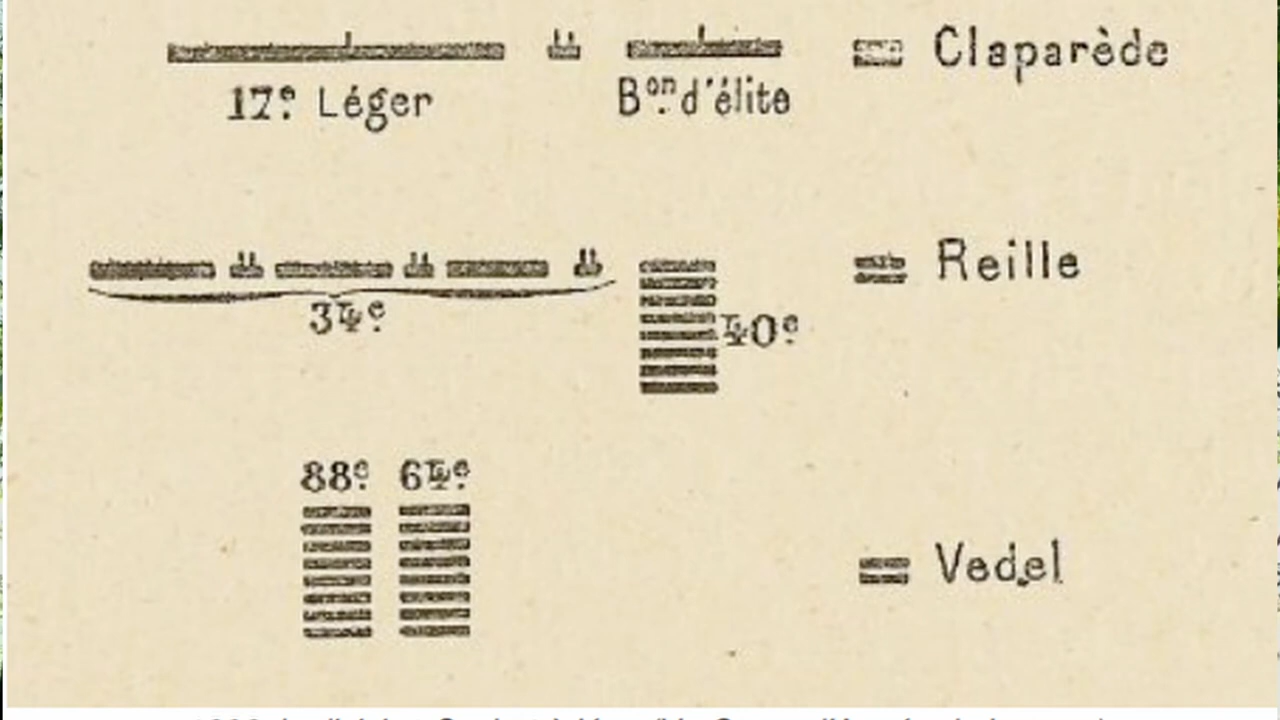 17e. Léger
Bon. d'élite
Claparède
34e.
40e.
Reille
88e. 64e.
Vedel